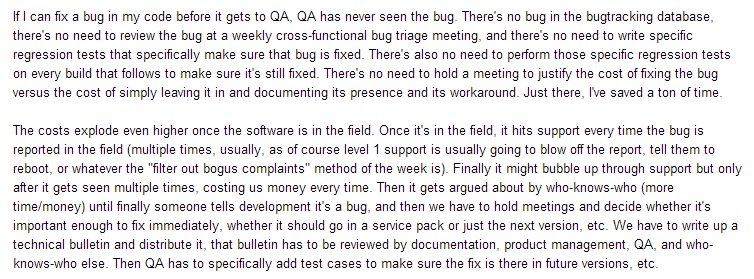 If I can fix a bug in my code before it gets to QA, QA has never seen the bug. There's no bug in the bugtracking database,
there's no need to review the bug at a weekly cross-functional bug triage meeting, and there's no need to write specific
regression tests that specifically make sure that bug is fixed. There's also no need to perform those specific regression tests
on every build that follows to make sure it's still fixed. There's no need to hold a meeting to justify the cost of fixing the bug
versus the cost of simply leaving it in and documenting its presence and its workaround. Just there, I've saved a ton of time.
The costs explode even higher once the software is in the field. Once it's in the field, it hits support every time the bug is
reported in the field (multiple times, usually, as of course level 1 support is usually going to blow off the report, tell them to
reboot, or whatever the "filter out bogus complaints" method of the week is). Finally it might bubble up through support but only
after it gets seen multiple times, costing us money every time. Then it gets argued about by who-knows-who (more
time/money) until finally someone tells development it's a bug, and then we have to hold meetings and decide whether it's
important enough to fix immediately, whether it should go in a service pack or just the next version, etc. We have to write up a
technical bulletin and distribute it, that bulletin has to be reviewed by documentation, product management, QA, and who-
knows-who else. Then QA has to specifically add test cases to make sure the fix is there in future versions, etc.